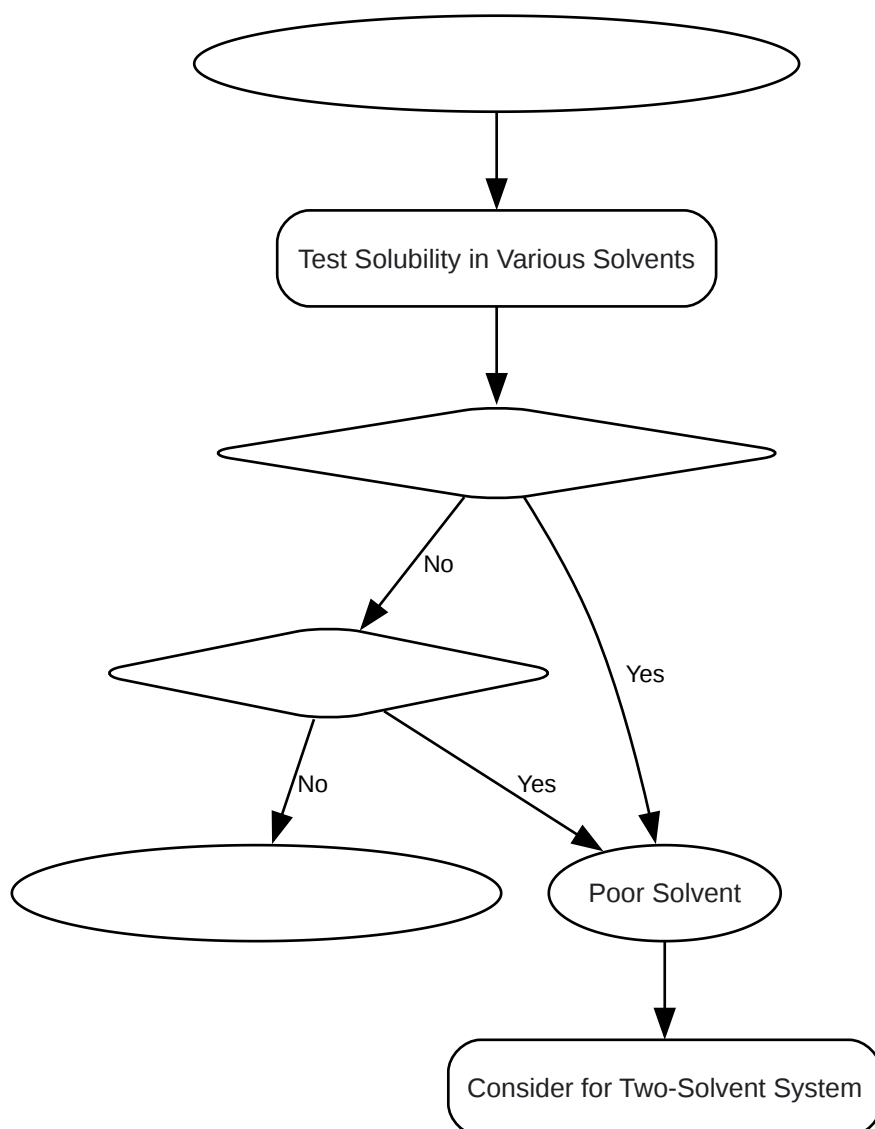 Test Solubility in Various Solvents
No
Yes
No
Yes
Poor Solvent
Consider for Two-Solvent System